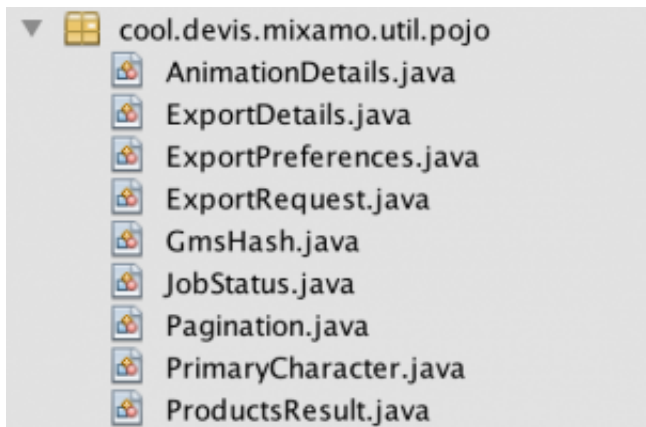 cool.devis.mixamo.util.pojo
AnimationDetails.java
ExportDetails.java
ExportPreferences.java
ExportRequest.java
GmsHash.java
JobStatus.java
Pagination.java
PrimaryCharacter.java
ProductsResult.java